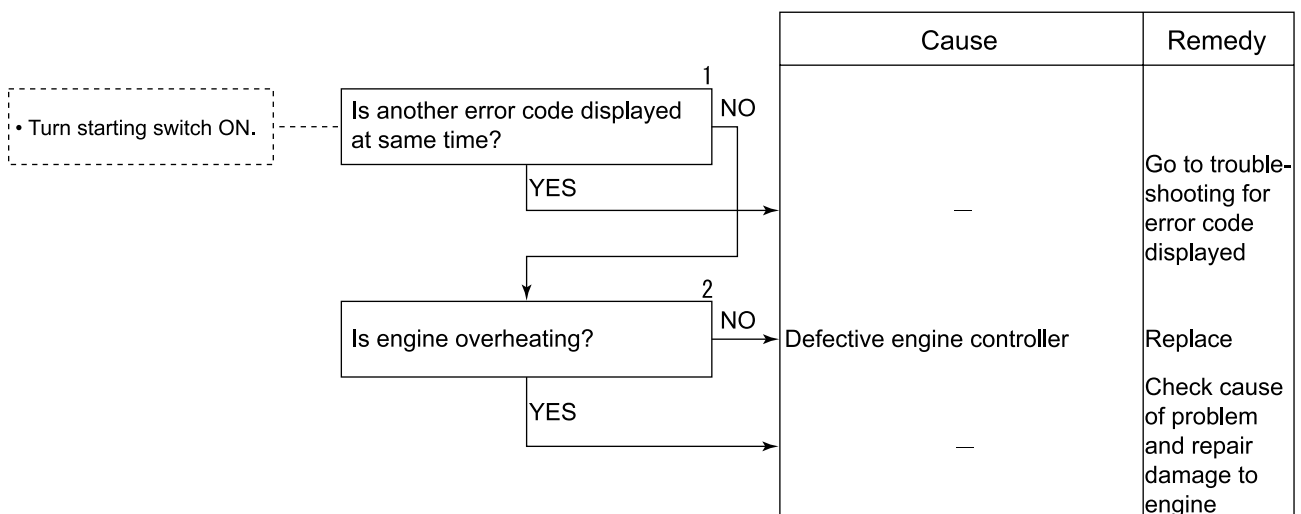 Cause
Remedy
• Turn starting switch ON.
1
Is another error code displayed
at same time?
NO
YES
—
Go to trouble-
shooting for
error code
displayed
2
Is engine overheating?
NO
Defective engine controller
Replace
YES
—
Check cause
of problem
and repair
damage to
engine